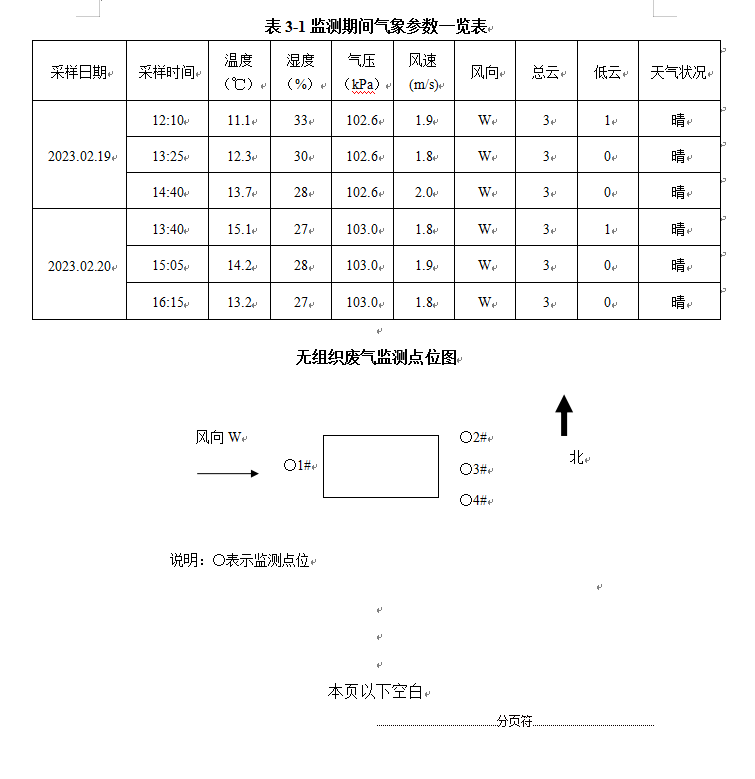 表 3-1 监测期间气象参数一览表
采样日期 采样时间 温度（℃） 湿度（%） 气压（kPa） 风速(m/s) 风向 总云 低云 天气状况
2023.02.19 12:10 11.1 33 102.6 1.9 W 3 1 晴
13:25 12.3 30 102.6 1.8 W 3 0 晴
14:40 13.7 28 102.6 2.0 W 3 0 晴
2023.02.20 13:40 15.1 27 103.0 1.8 W 3 1 晴
15:05 14.2 28 103.0 1.9 W 3 0 晴
16:15 13.2 27 103.0 1.8 W 3 0 晴
无组织废气监测点位图
风向 W
○1#
○2#
○3#
○4#
北
说明：○表示监测点位
本页以下空白
分页符